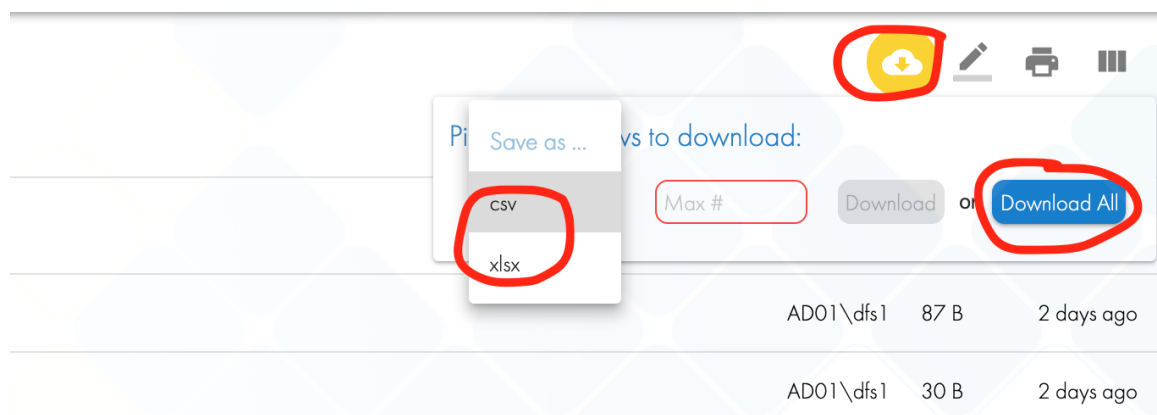 Pi
Save as ...
vs to download:
csv
xlsx
Max #
Download
or
Download All
AD01\dfs1 87 B 2 days ago
AD01\dfs1 30 B 2 days ago